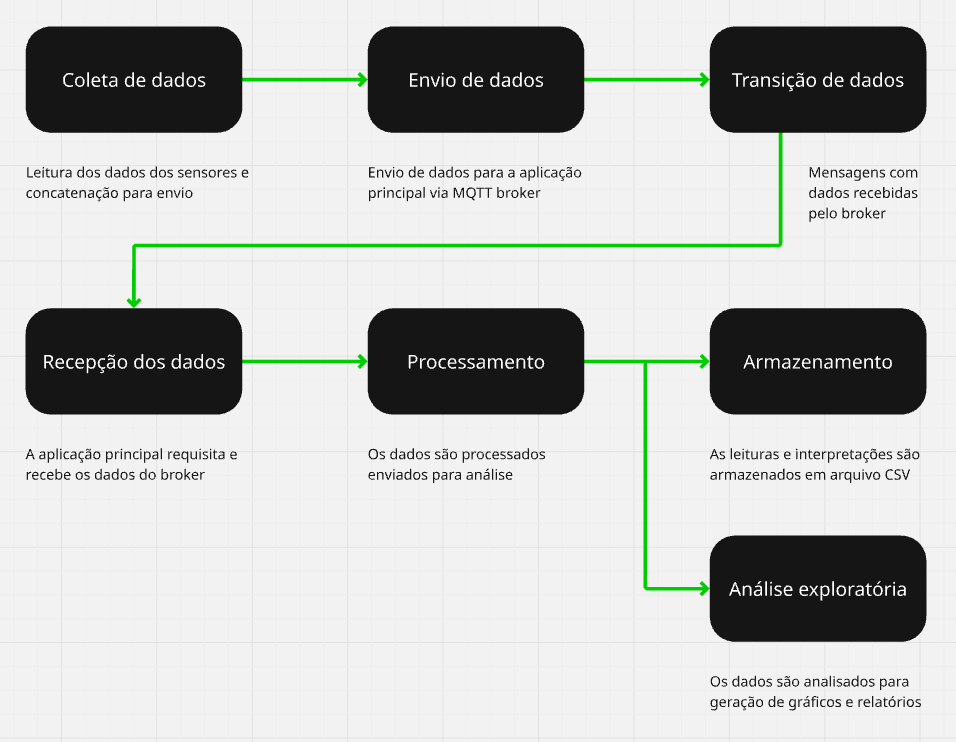 Coleta de dados
Envio de dados
Transição de dados
Leitura dos dados dos sensores e
concatenação para envio
Envio de dados para a aplicação
principal via MQTT broker
Mensagens com
dados recebidas
pelo broker
Recepção dos dados
Processamento
Armazenamento
A aplicação principal requisita e
recebe os dados do broker
Os dados são processados
enviados para análise
As leituras e interpretações são
armazenados em arquivo CSV
Análise exploratória
Os dados são analisados para
geração de gráficos e relatórios